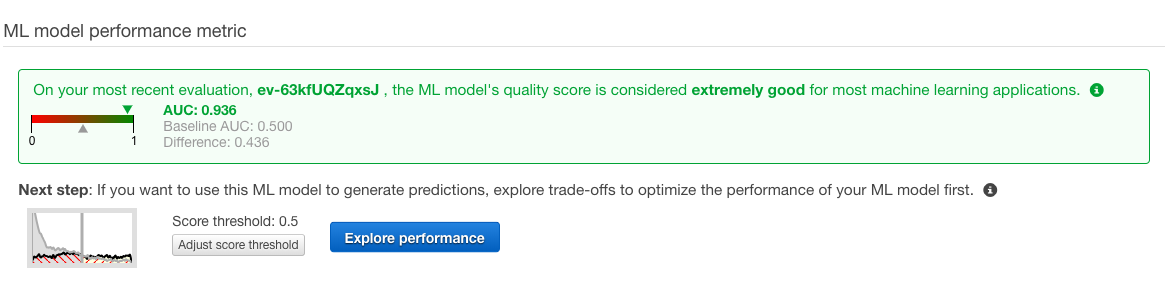 ML model performance metric
On your most recent evaluation, ev-63kfUQZqxsJ , the ML model's quality score is considered extremely good for most machine learning applications.
AUC: 0.936
Baseline AUC: 0.500
Difference: 0.436
0 1
Next step: If you want to use this ML model to generate predictions, explore trade-offs to optimize the performance of your ML model first.
Score threshold: 0.5
Adjust score threshold
Explore performance